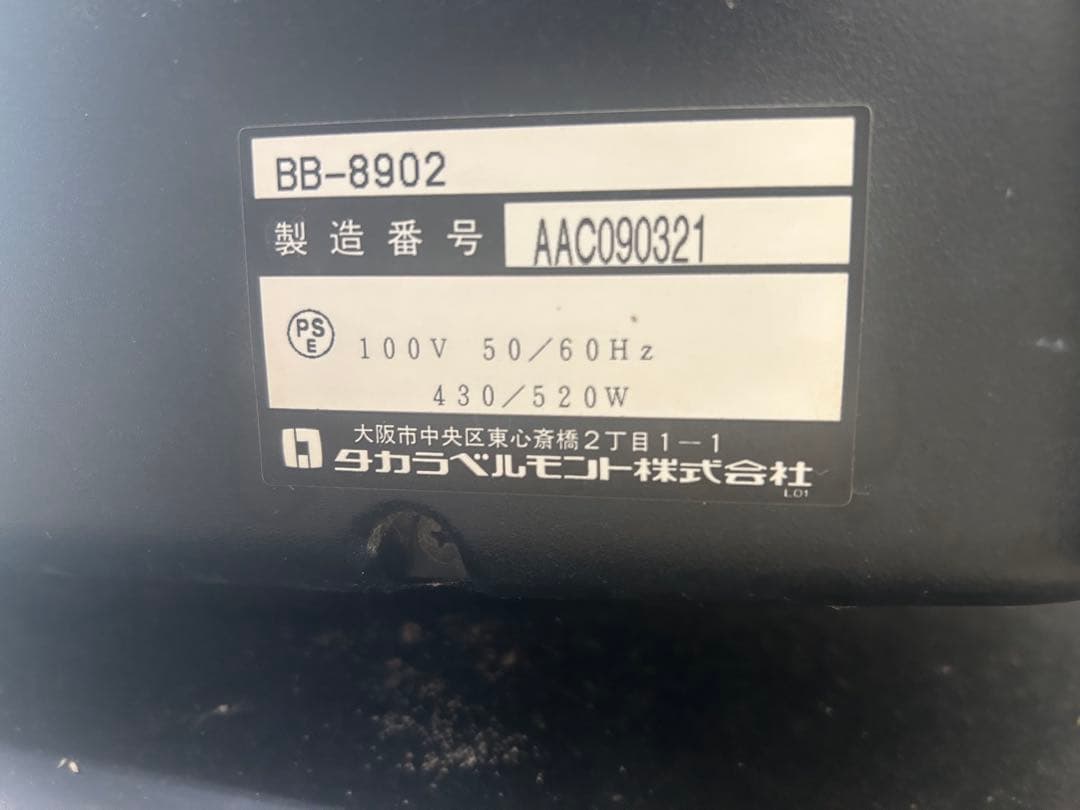 BB-8902
製造番号 AAC090321
PSE 100V 50/60Hz
430/520W
大阪市中央区東心斎橋2丁目1-1
タカラベルモント株式会社
L01